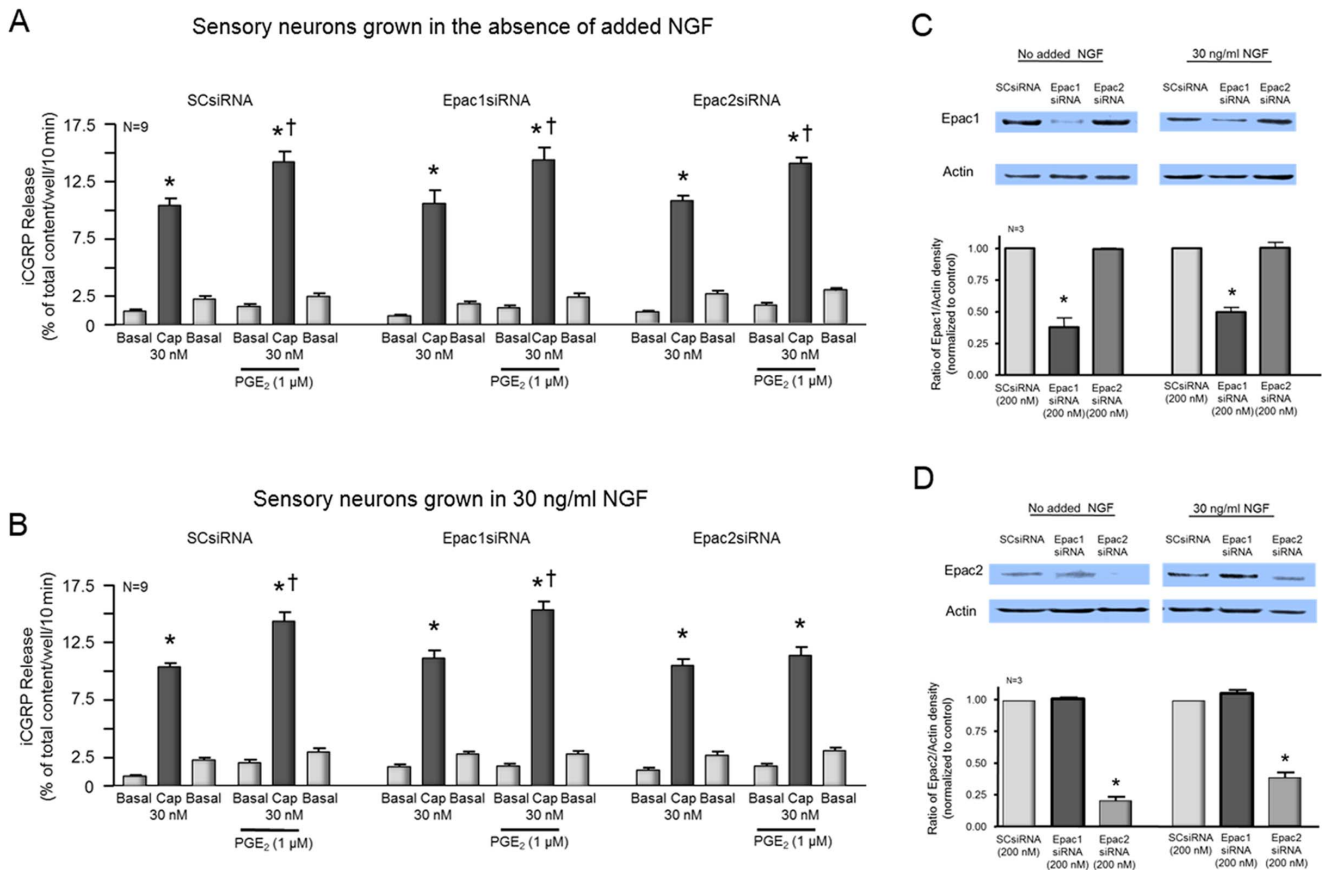 A
Sensory neurons grown in the absence of added NGF
SCsiRNA Epac1siRNA Epac2siRNA
iCGRP Release
(% of total content/well/10 min)
17.5
12.5
7.5
2.5
0
N=9
* *† * *† * *†
Basal Cap Basal Basal Cap Basal Basal Cap Basal Basal Cap Basal Basal Cap Basal Basal Cap Basal
30 nM 30 nM 30 nM 30 nM 30 nM 30 nM
PGE₂ (1 µM) PGE₂ (1 µM) PGE₂ (1 µM)
B
Sensory neurons grown in 30 ng/ml NGF
SCsiRNA Epac1siRNA Epac2siRNA
iCGRP Release
(% of total content/well/10 min)
17.5
12.5
7.5
2.5
0
N=9
* *† * *† * *
Basal Cap Basal Basal Cap Basal Basal Cap Basal Basal Cap Basal Basal Cap Basal Basal Cap Basal
30 nM 30 nM 30 nM 30 nM 30 nM 30 nM
PGE₂ (1 µM) PGE₂ (1 µM) PGE₂ (1 µM)
C
No added NGF 30 ng/ml NGF
SCsiRNA Epac1 Epac2 SCsiRNA Epac1 Epac2
siRNA siRNA siRNA siRNA
Epac1
Actin
Ratio of Epac1/Actin density
(normalized to control)
N=3
1.00
0.75
0.50
0.25
0.00
* *
SCsiRNA Epac1 Epac2 SCsiRNA Epac1 Epac2
(200 nM) siRNA siRNA (200 nM) siRNA siRNA
(200 nM) (200 nM) (200 nM) (200 nM)
D
No added NGF 30 ng/ml NGF
SCsiRNA Epac1 Epac2 SCsiRNA Epac1 Epac2
siRNA siRNA siRNA siRNA
Epac2
Actin
Ratio of Epac2/Actin density
(normalized to control)
N=3
1.00
0.75
0.50
0.25
0.00
* *
SCsiRNA Epac1 Epac2 SCsiRNA Epac1 Epac2
(200 nM) siRNA siRNA (200 nM) siRNA siRNA
(200 nM) (200 nM) (200 nM) (200 nM)